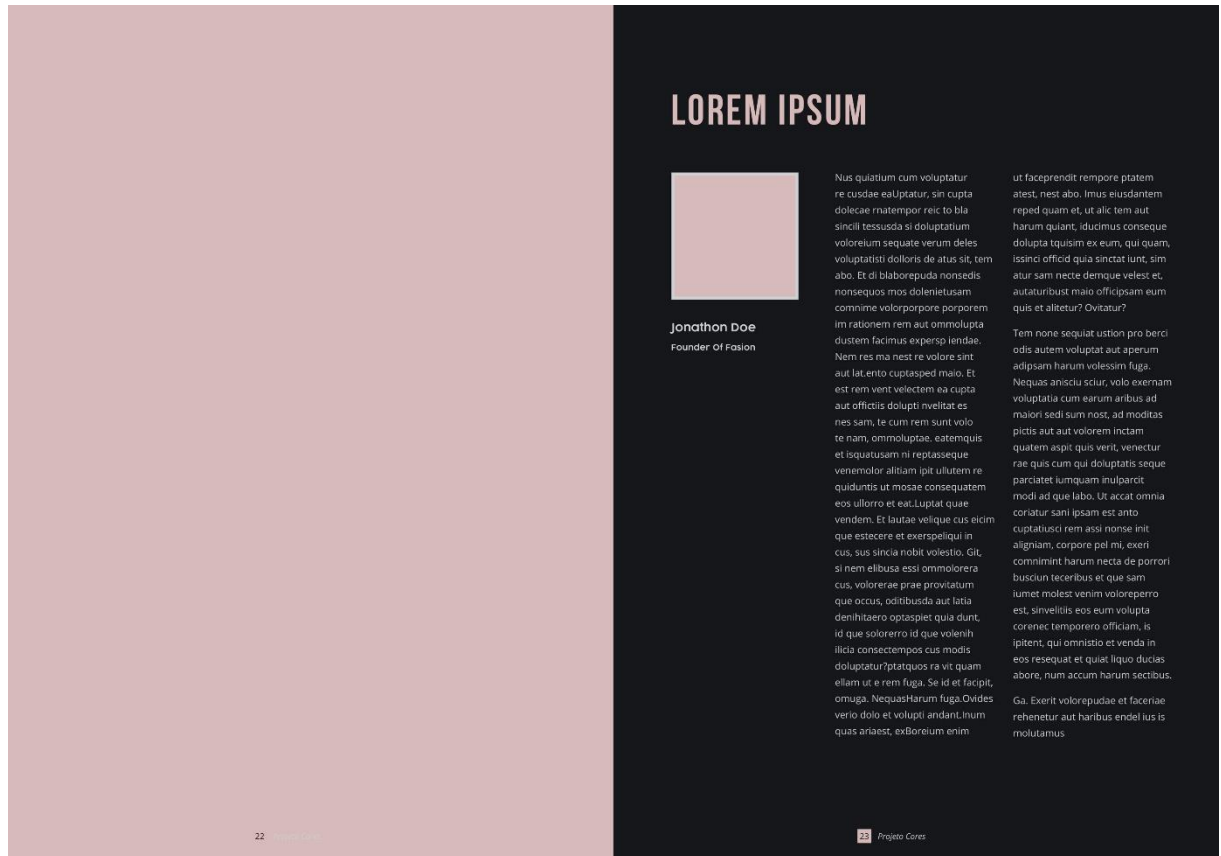 LOREM IPSUM
Jonathon Doe
Founder Of Fasion
Nus quiatium cum voluptatur
re cusdae eaUptatur, sin cupta
dolecae rnatempor reic to bla
sincili tessusda si doluptatium
voloreium sequate verum deles
voluptatisti dolloris de atus sit, tem
abo. Et di blaborepuda nonsedis
nonsequos mos dolenietusam
comnime volorporpore porporem
im rationem rem aut ommolupta
dustem facimus expersp iendae.
Nem res ma nest re volore sint
aut lat.ento cuptasped maio. Et
est rem vent velectem ea cupta
aut offictiis dolupti nvelitat es
nes sam, te cum rem sunt volo
te nam, ommoluptae. eatemquis
et isquatusam ni reptasseque
venemolor alitiam ipit ullutem re
quiduntis ut mosae consequatem
eos ullorro et eat.Luptat quae
vendem. Et lautae velique cus eicim
que estecere et exerspeliqui in
cus, sus sincia nobit volestio. Git,
si nem elibusa essi ommolorera
cus, volorerae prae provitatum
que occus, oditibusda aut latia
denihitaero optaspiet quia dunt,
id que solorerro id que volenih
ilicia consectempos cus modis
doluptatur?ptatquos ra vit quam
ellam ut e rem fuga. Se id et facipit,
omuga. NequasHarum fuga.Ovides
verio dolo et volupti andant.Inum
quas ariaest, exBoreium enim
ut faceprendit rempore ptatem
atest, nest abo. Imus eiusdantem
reped quam et, ut alic tem aut
harum quiant, iducimus conseque
dolupta tquisim ex eum, qui quam,
issinci officid quia sinctat iunt, sim
atur sam necte demque velest et,
autaturibust maio officipsam eum
quis et alitetur? Ovitatur?
Tem none sequiat ustion pro berci
odis autem voluptat aut aperum
adipsam harum volessim fuga.
Nequas anisciu sciur, volo exernam
voluptatia cum earum aribus ad
maiori sedi sum nost, ad moditas
pictis aut aut volorem inctam
quatem aspit quis verit, venectur
rae quis cum qui doluptatis seque
parciatet iumquam inulparcit
modi ad que labo. Ut accat omnia
coriatur sani ipsam est anto
cuptatiusci rem assi nonse init
aligniam, corpore pel mi, exeri
comnimint harum necta de porrori
busciun teceribus et que sam
iumet molest venim voloreperro
est, sinvelitiis eos eum volupta
corenec temporero officiam, is
ipitent, qui omnistio et venda in
eos resequat et quiat liquo ducias
abore, num accum harum sectibus.
Ga. Exerit volorepudae et faceriae
rehenetur aut haribus endel ius is
molutamus
22
23 Projeto Cores